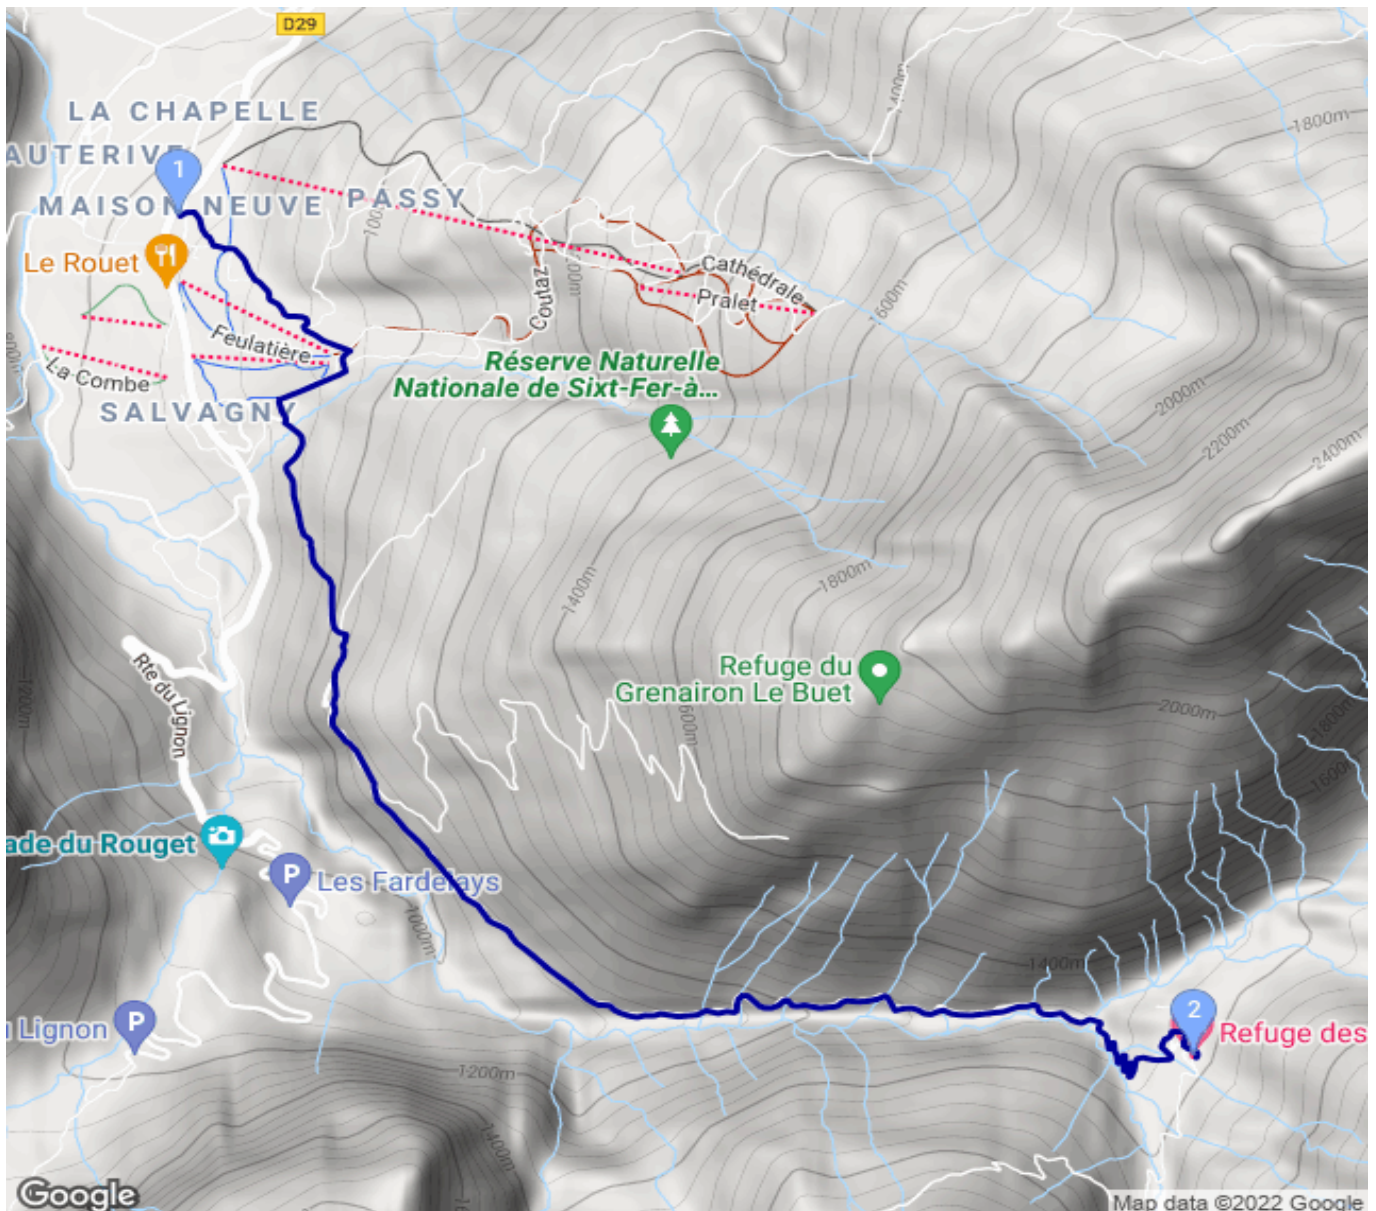 D29
LA CHAPELLE
AUTERIVE
1
MAISON NEUVE
PASSY
1400m
1800m
Le Rouet
Coutaz
Cathédrale
Pralet
1600m
Feulatière
La Combe
SALVAGNY
Réserve Naturelle
Nationale de Sixt-Fer-à...
2000m
2200m
2400m
1400m
1800m
1200m
Rte du Lignon
Refuge du
Grenairon Le Buet
2000m
1800m
ade du Rouget
P
Les Fardelays
1000m
1400m
P
u Lignon
2
Refuge des
1200m
1400m
Google
Map data ©2022 Google